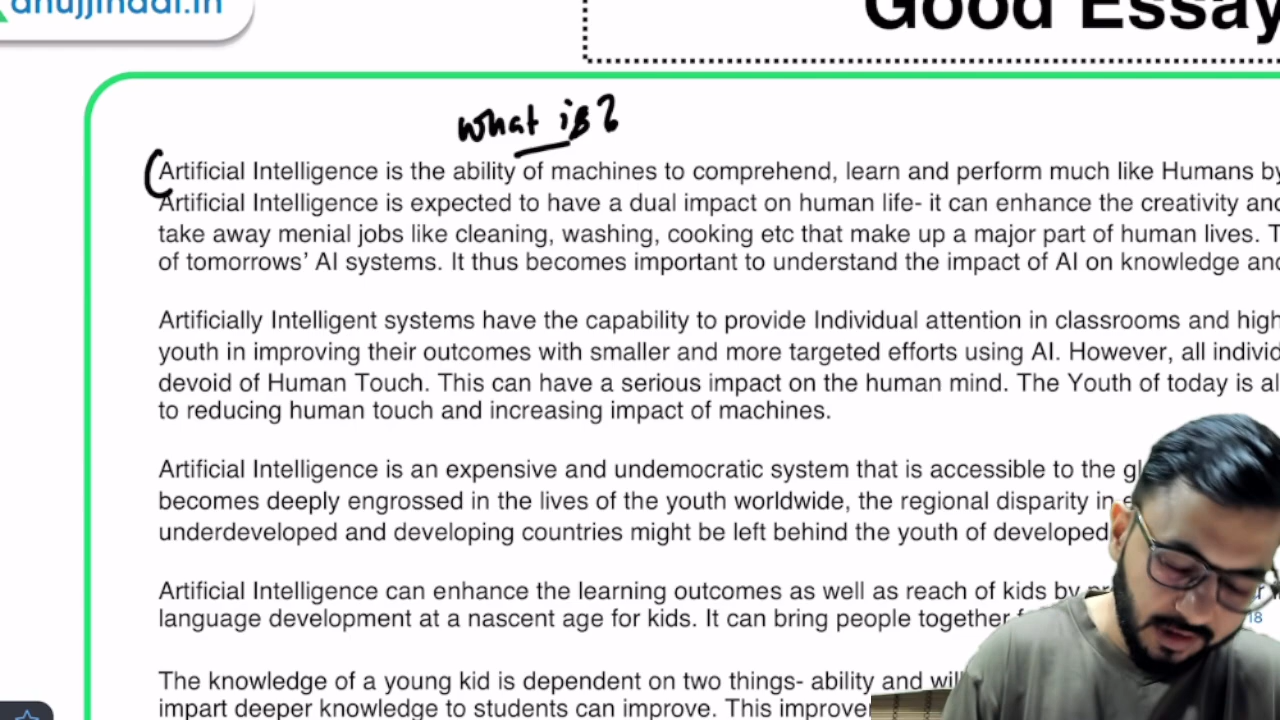 anujjindal.in
Good Essay
What is?
Artificial Intelligence is the ability of machines to comprehend, learn and perform much like Humans by
Artificial Intelligence is expected to have a dual impact on human life- it can enhance the creativity and
take away menial jobs like cleaning, washing, cooking etc that make up a major part of human lives. T
of tomorrows' AI systems. It thus becomes important to understand the impact of AI on knowledge and
Artificially Intelligent systems have the capability to provide Individual attention in classrooms and high
youth in improving their outcomes with smaller and more targeted efforts using AI. However, all individ
devoid of Human Touch. This can have a serious impact on the human mind. The Youth of today is al
to reducing human touch and increasing impact of machines.
Artificial Intelligence is an expensive and undemocratic system that is accessible to the gl
becomes deeply engrossed in the lives of the youth worldwide, the regional disparity in
underdeveloped and developing countries might be left behind the youth of developed
Artificial Intelligence can enhance the learning outcomes as well as reach of kids by
language development at a nascent age for kids. It can bring people together 18
The knowledge of a young kid is dependent on two things- ability and will
impart deeper knowledge to students can improve. This improve